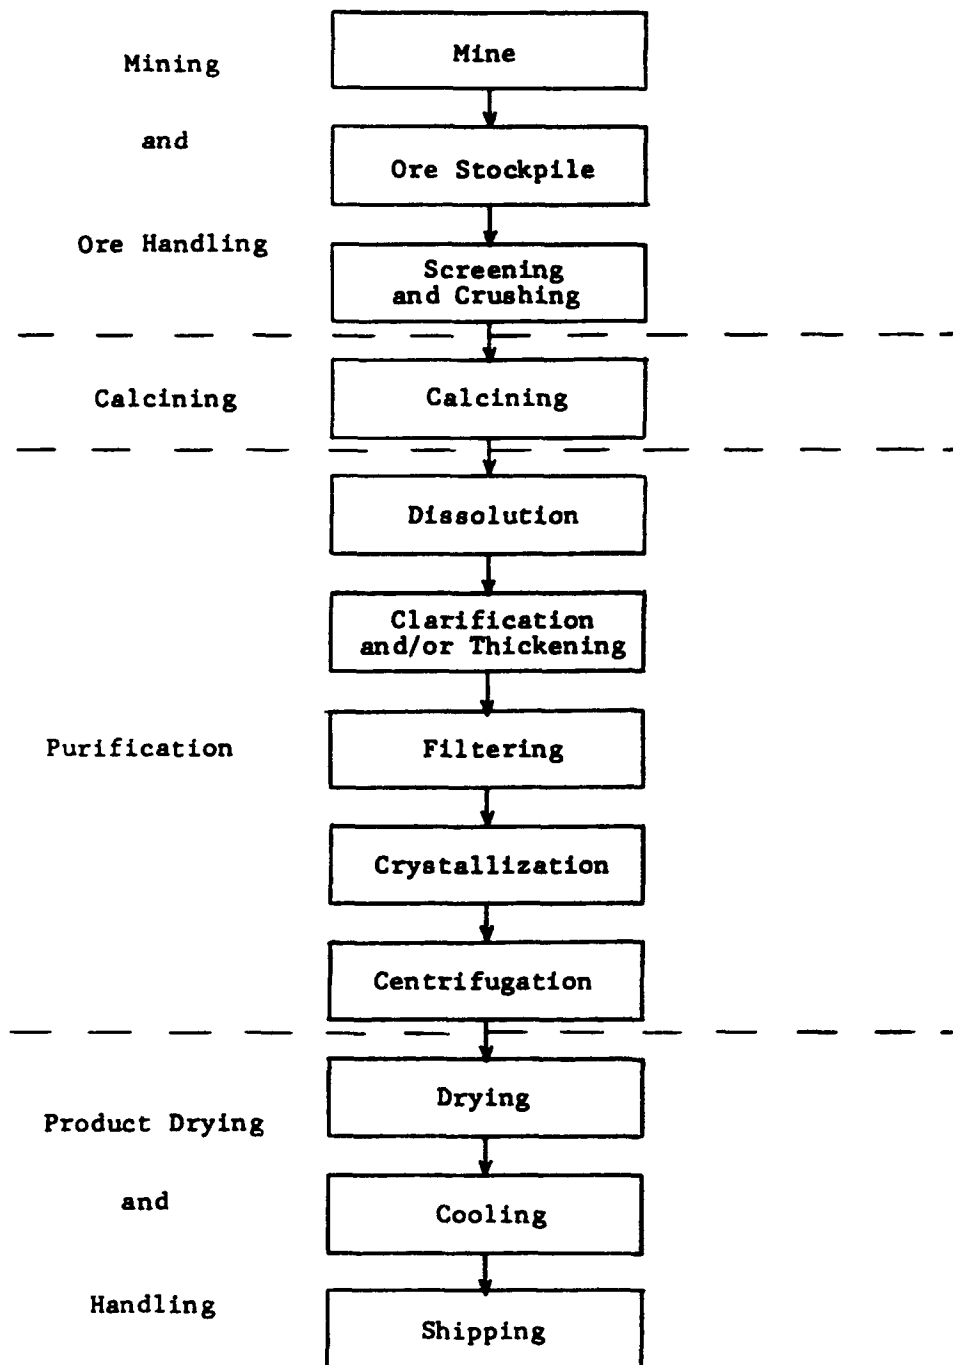 Mine
Mining
and
Ore Stockpile
Ore Handling
Screening
and Crushing
Calcining
Calcining
Dissolution
Clarification
and/or Thickening
Purification
Filtering
Crystallization
Centrifugation
Drying
Product Drying
and
Cooling
Handling
Shipping